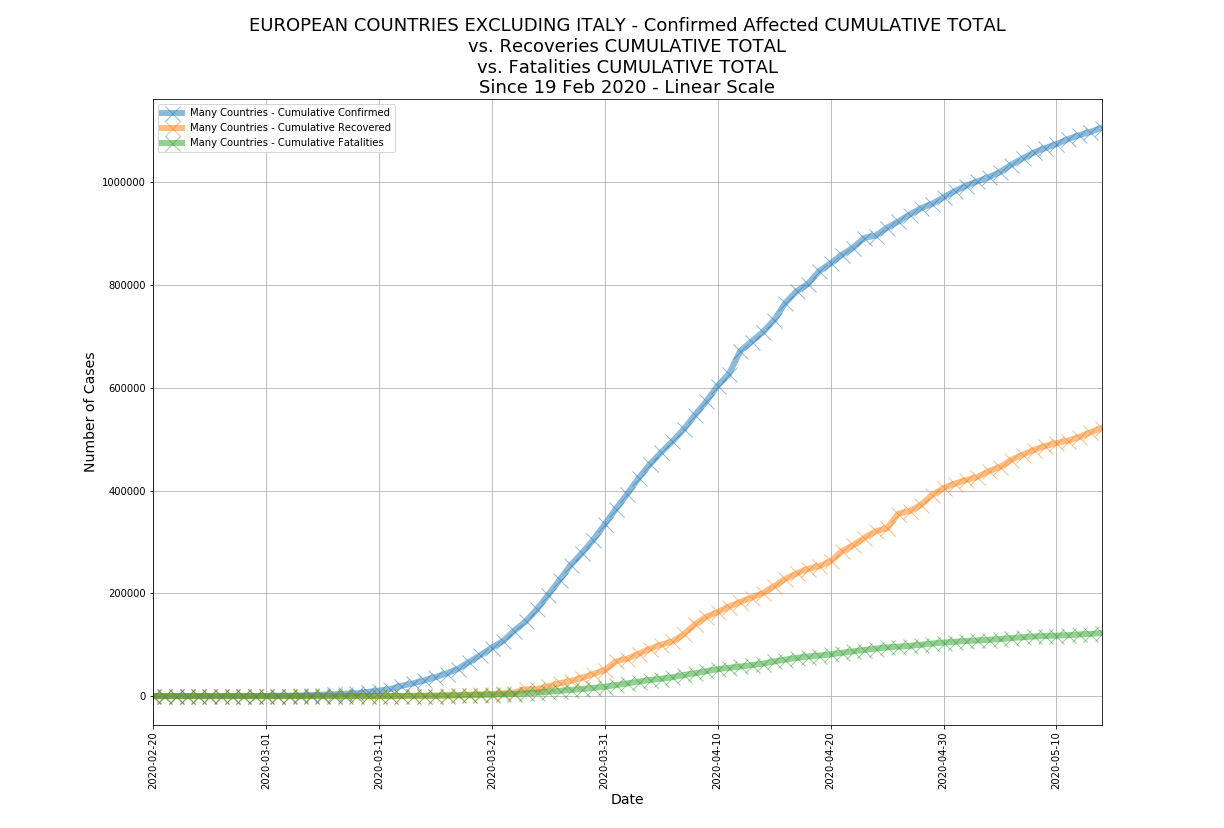 EUROPEAN COUNTRIES EXCLUDING ITALY - Confirmed Affected CUMULATIVE TOTAL
vs. Recoveries CUMULATIVE TOTAL
vs. Fatalities CUMULATIVE TOTAL
Since 19 Feb 2020 - Linear Scale
Many Countries - Cumulative Confirmed
Many Countries - Cumulative Recovered
Many Countries - Cumulative Fatalities
Number of Cases
1000000
800000
600000
400000
200000
0
2020-02-20
2020-03-01
2020-03-11
2020-03-21
2020-03-31
2020-04-10
2020-04-20
2020-04-30
2020-05-10
Date